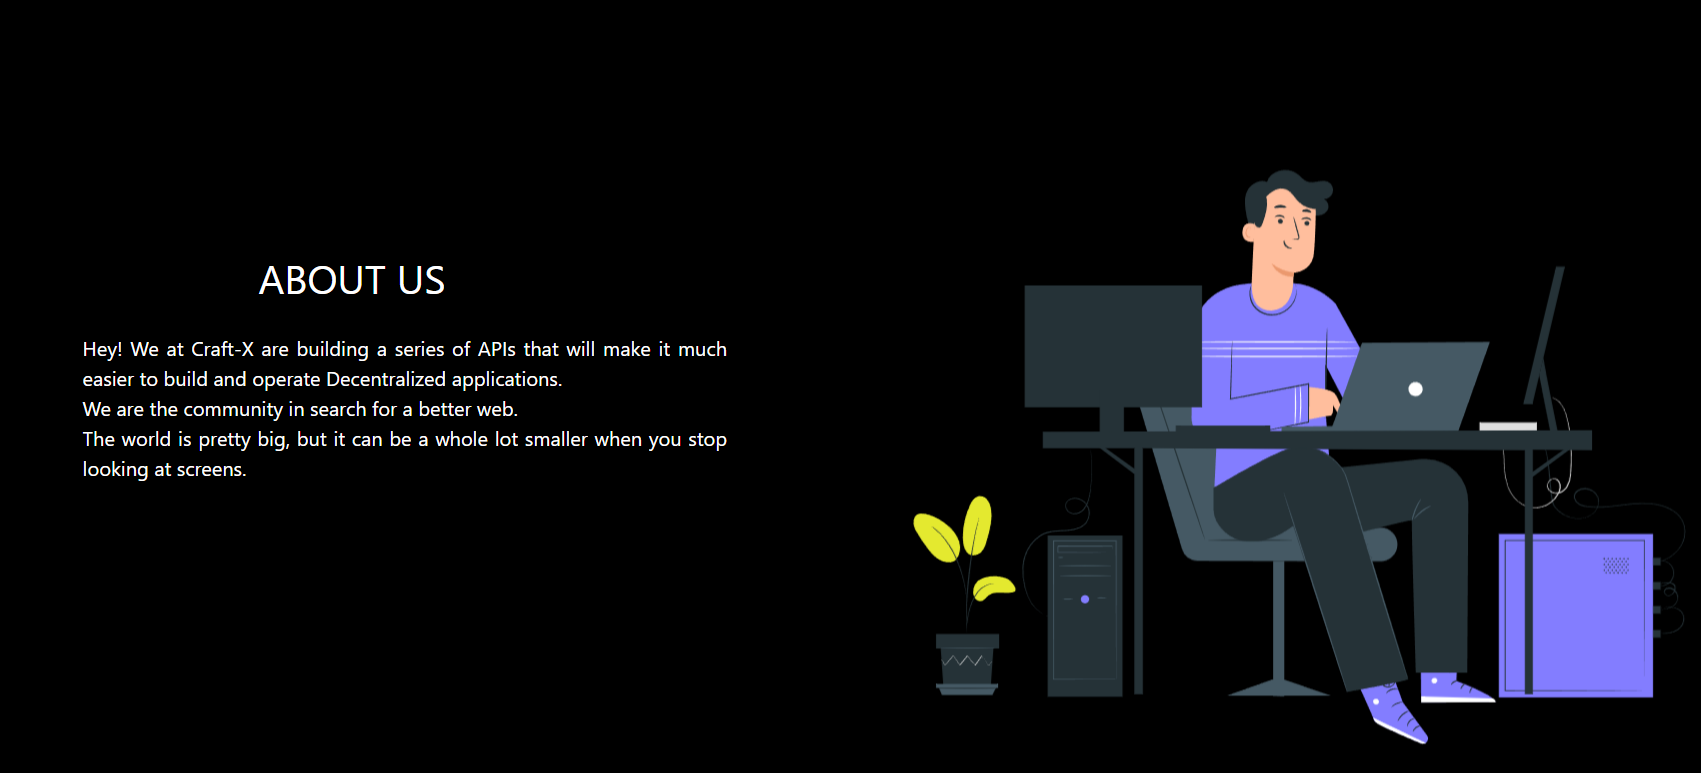 ABOUT US
Hey! We at Craft-X are building a series of APIs that will make it much
easier to build and operate Decentralized applications.
We are the community in search for a better web.
The world is pretty big, but it can be a whole lot smaller when you stop
looking at screens.